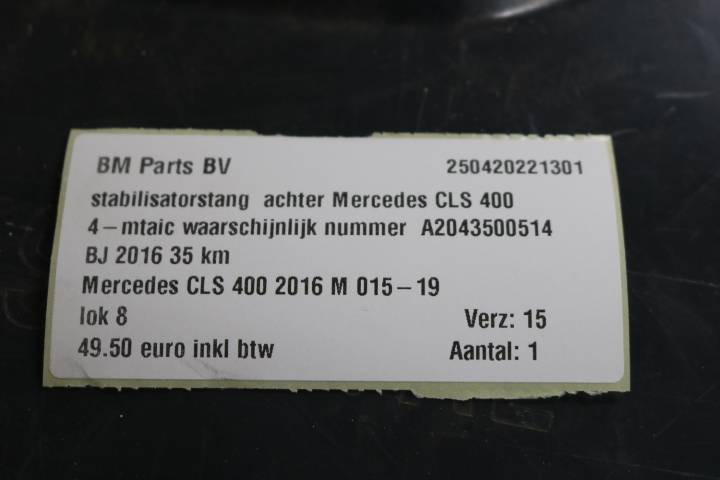 BM Parts BV 250420221301
stabilisatorstang achter Mercedes CLS 400
4-mtaic waarschijnlijk nummer A2043500514
BJ 2016 35 km
Mercedes CLS 400 2016 M 015-19
lok 8 Verz: 15
49.50 euro inkl btw Aantal: 1